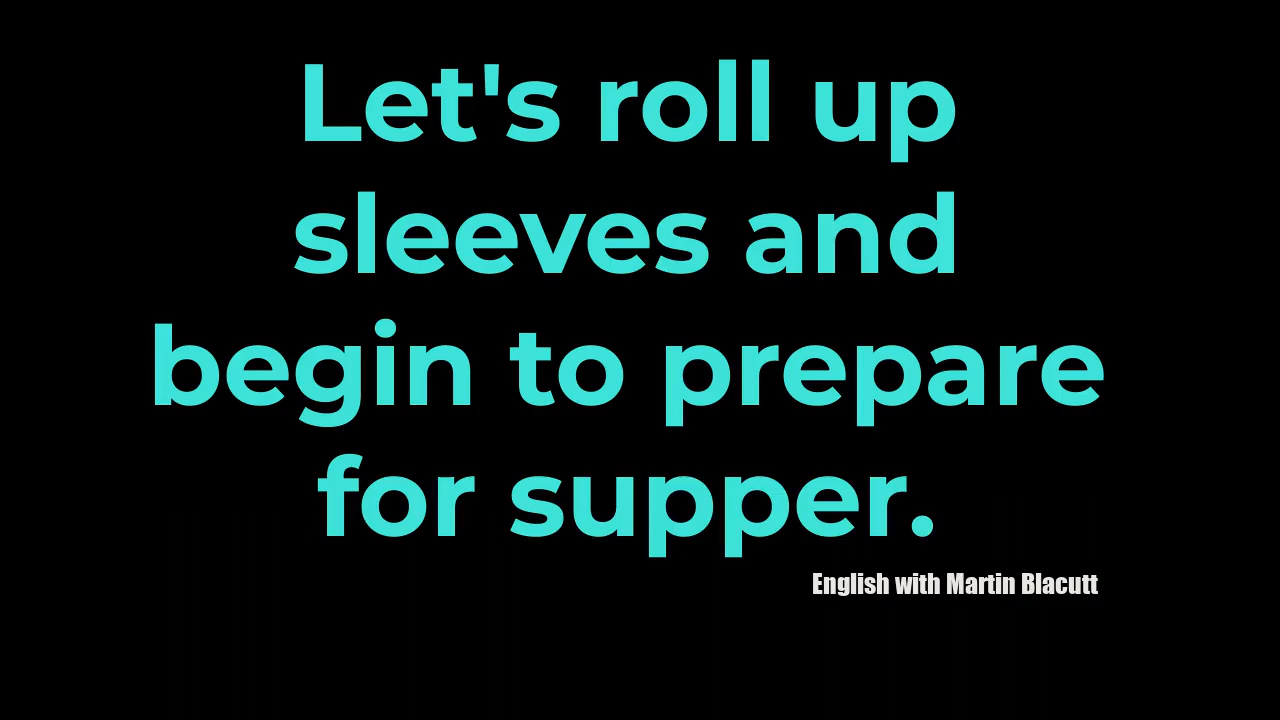 Let's roll up
sleeves and
begin to prepare
for supper.
English with Martin Blacutt